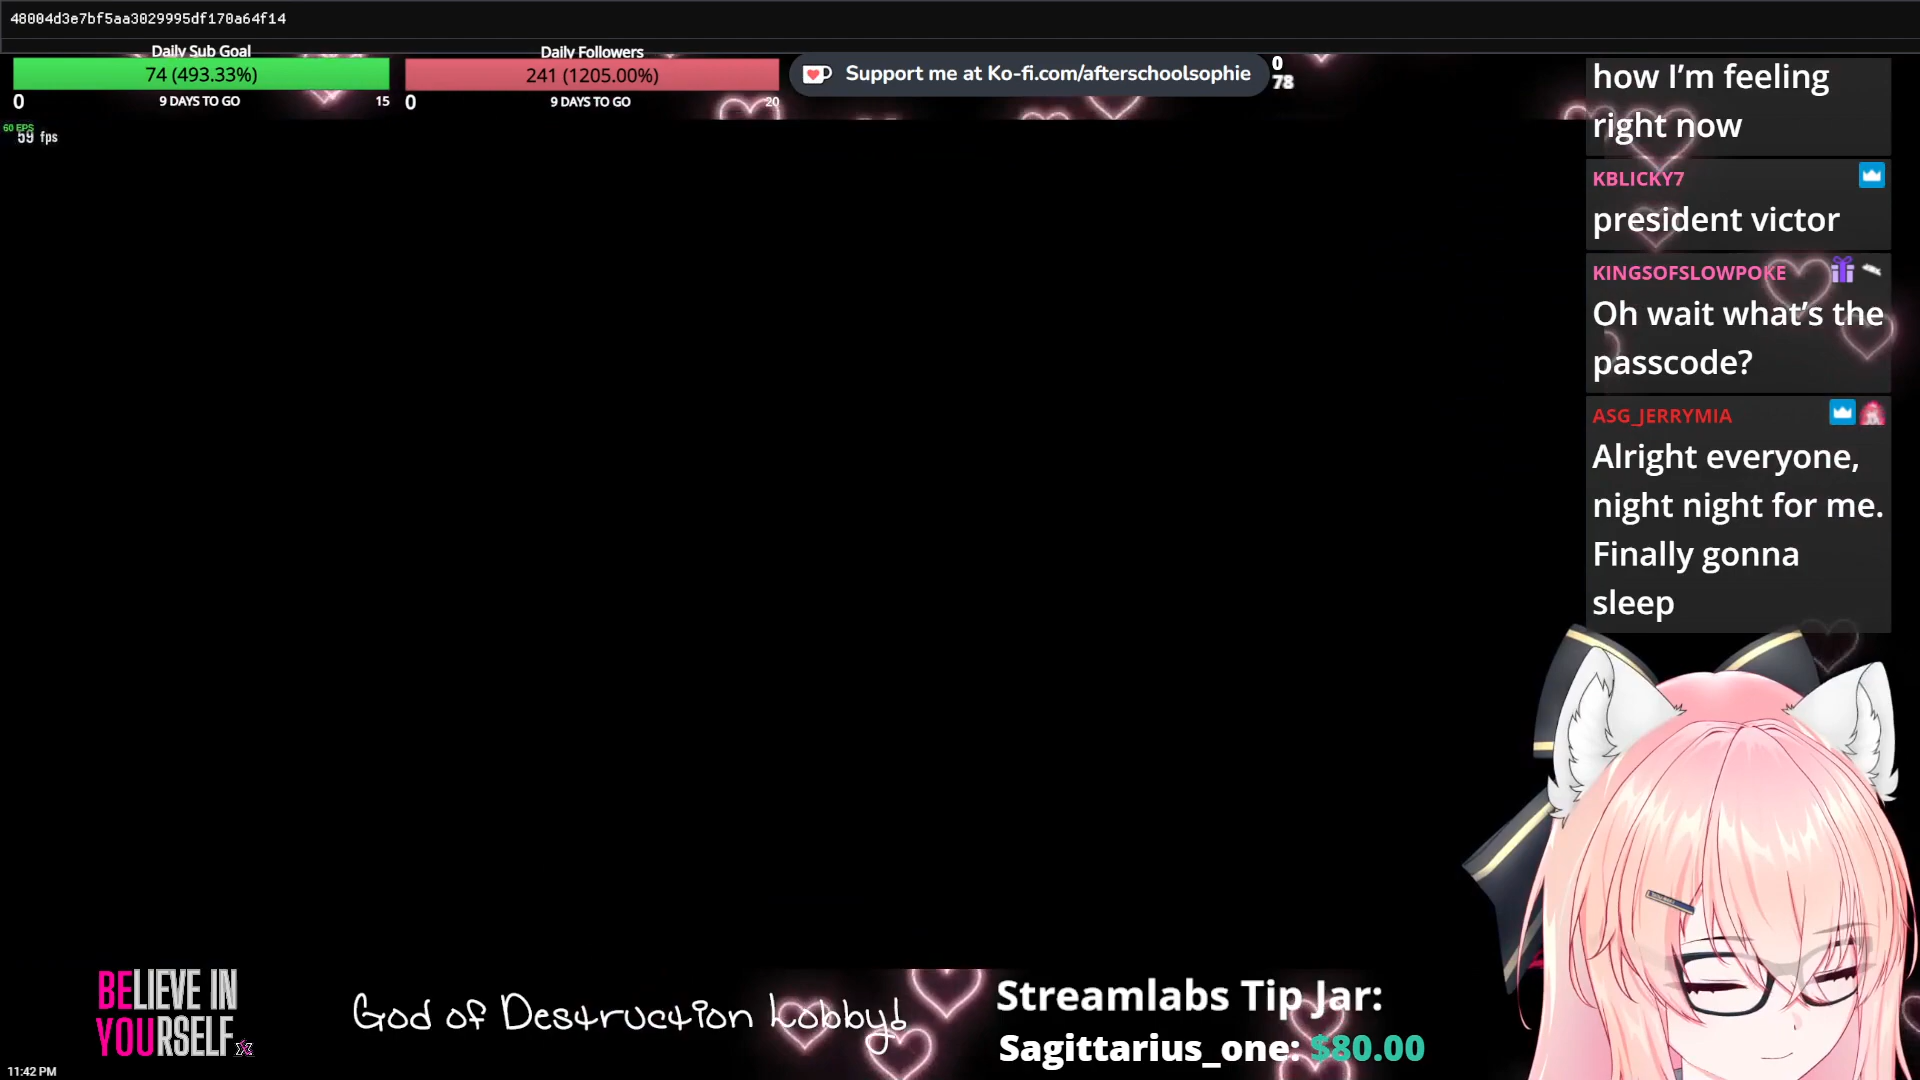 48004d3e7bf5aa3029995df170a64f14
Daily Sub Goal
74 (493.33%)
0 9 DAYS TO GO 15
Daily Followers
241 (1205.00%)
0 9 DAYS TO GO 20
Support me at Ko-fi.com/afterschoolsophie
0
78
60 FPS
59 fps
how I'm feeling
right now
KBLICKY7
president victor
KINGSOFSLOWPOKE
Oh wait what's the
passcode?
ASG_JERRYMIA
Alright everyone,
night night for me.
Finally gonna
sleep
BELIEVE IN
YOURSELF
God of Destruction Lobby!
Streamlabs Tip Jar:
Sagittarius_one: $80.00
11:42 PM